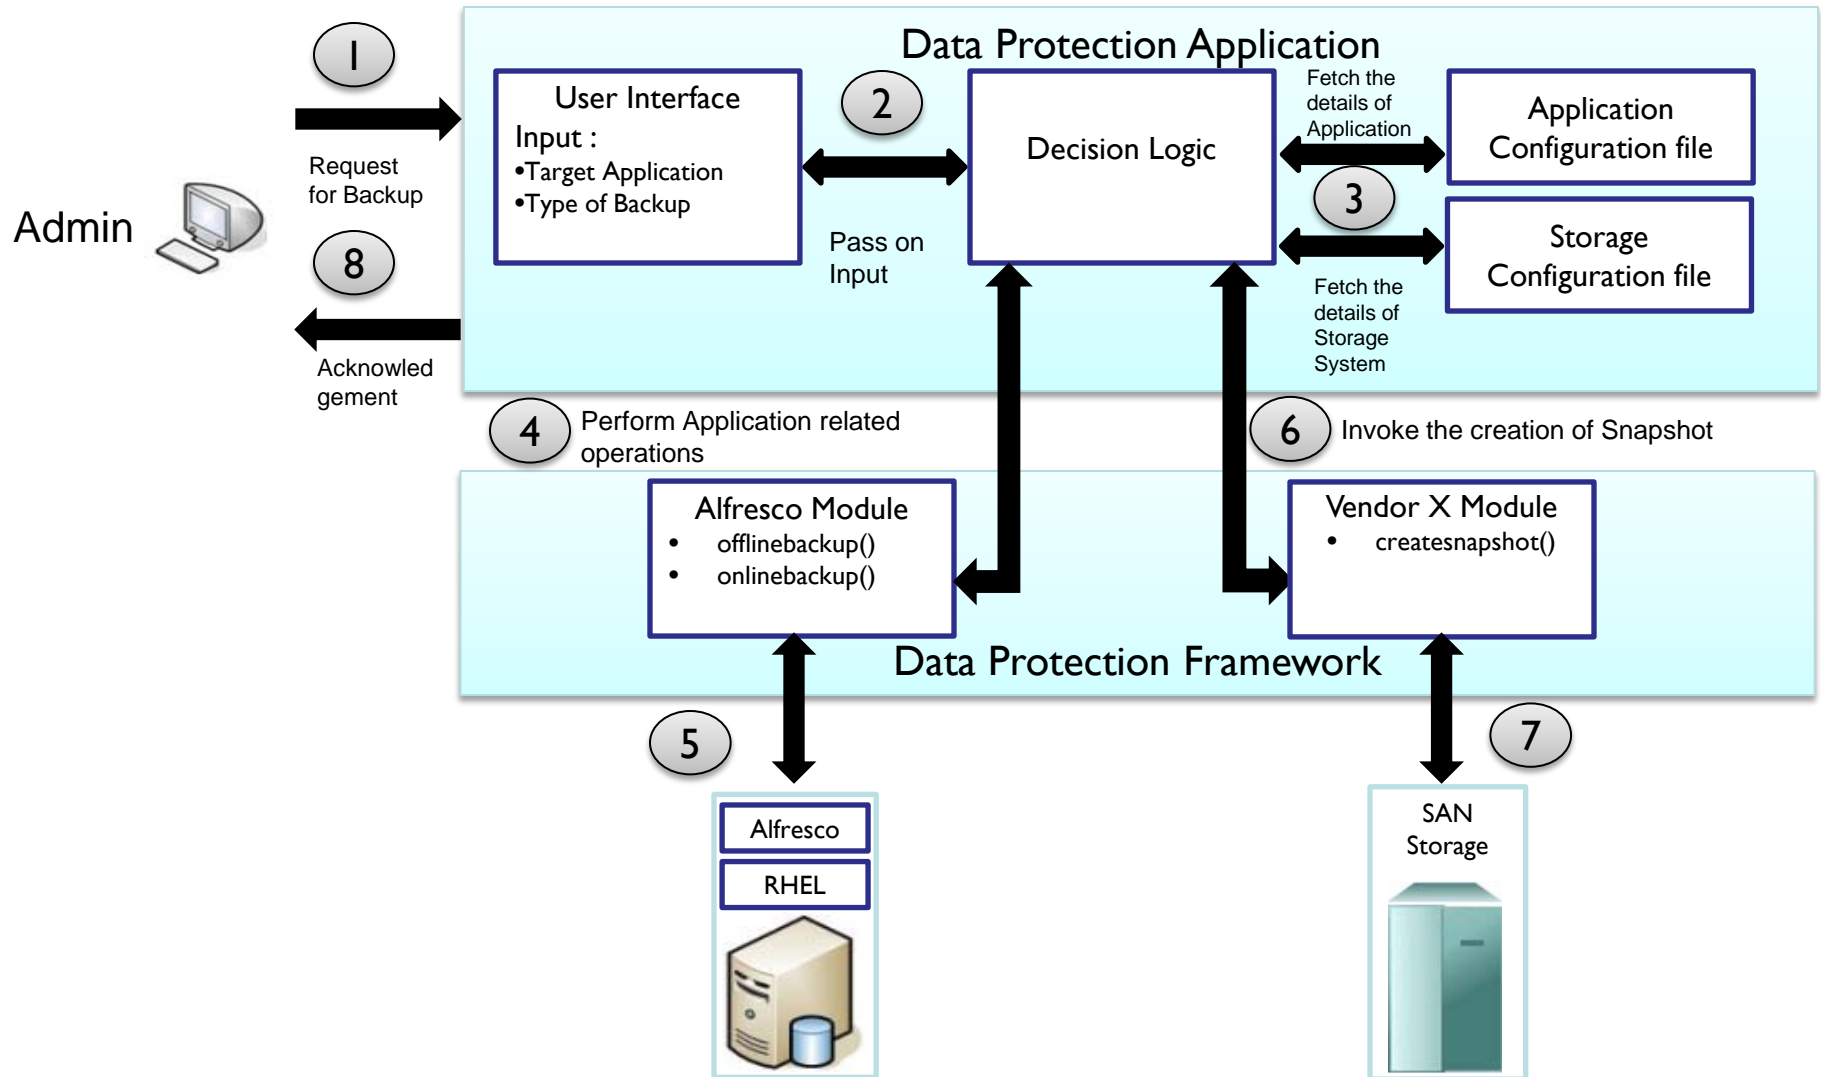 Data Protection Application
1
Request
for Backup
Admin
8
Acknowled
gement
User Interface
Input :
•Target Application
•Type of Backup
2
Pass on
Input
Decision Logic
Fetch the
details of
Application
3
Fetch the
details of
Storage
System
Application
Configuration file
Storage
Configuration file
4
Perform Application related
operations
6
Invoke the creation of Snapshot
Alfresco Module
• offlinebackup()
• onlinebackup()
Vendor X Module
• createsnapshot()
Data Protection Framework
5
7
Alfresco
RHEL
SAN
Storage